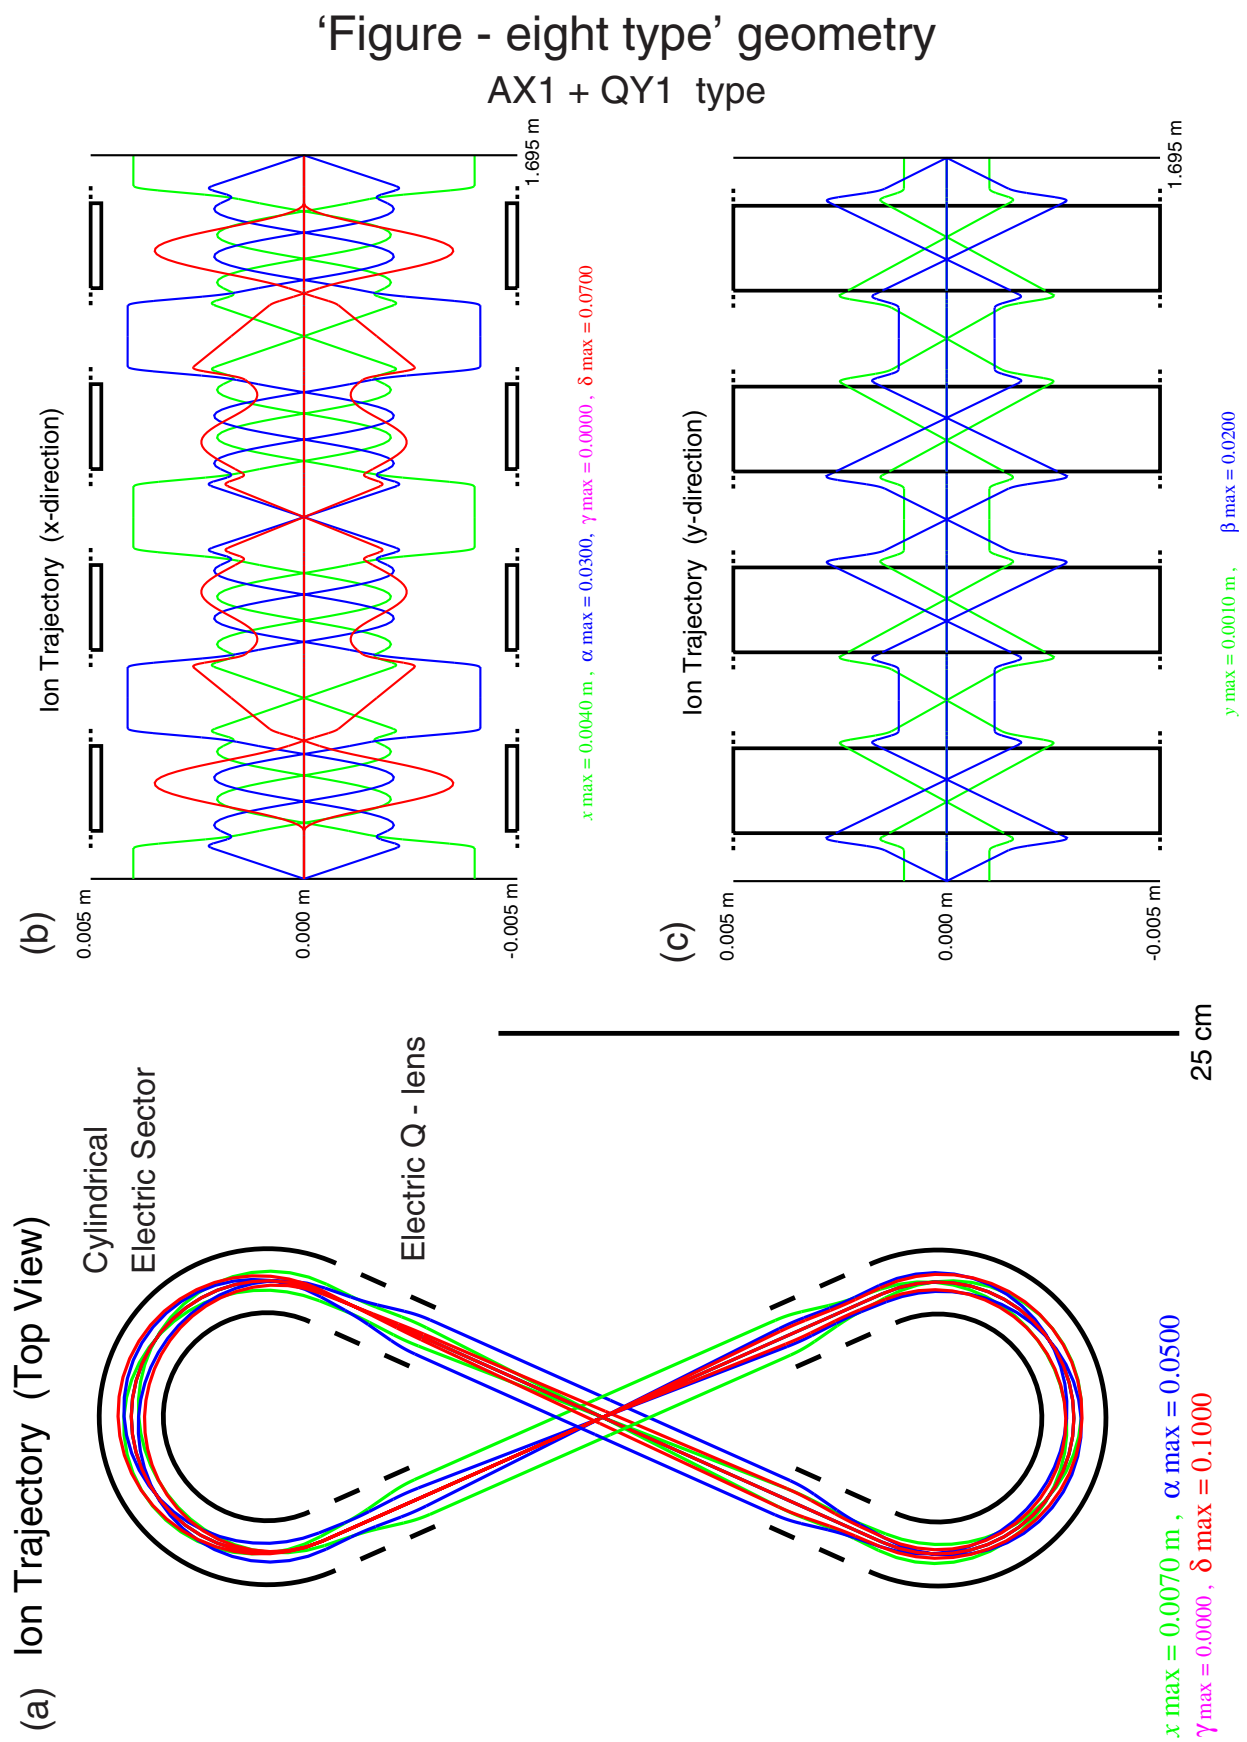 ‘Figure - eight type’ geometry
AX1 + QY1 type
(a) Ion Trajectory (Top View)
Cylindrical
Electric Sector
Electric Q - lens
25 cm
x max = 0.0070 m , α max = 0.0500
γ max = 0.0000 , δ max = 0.1000
(b)
Ion Trajectory (x-direction)
0.005 m
0.000 m
-0.005 m
1.695 m
x max = 0.0040 m , α max = 0.0300, γ max = 0.0000 , δ max = 0.0700
(c)
Ion Trajectory (y-direction)
0.005 m
0.000 m
-0.005 m
1.695 m
y max = 0.0010 m , β max = 0.0200